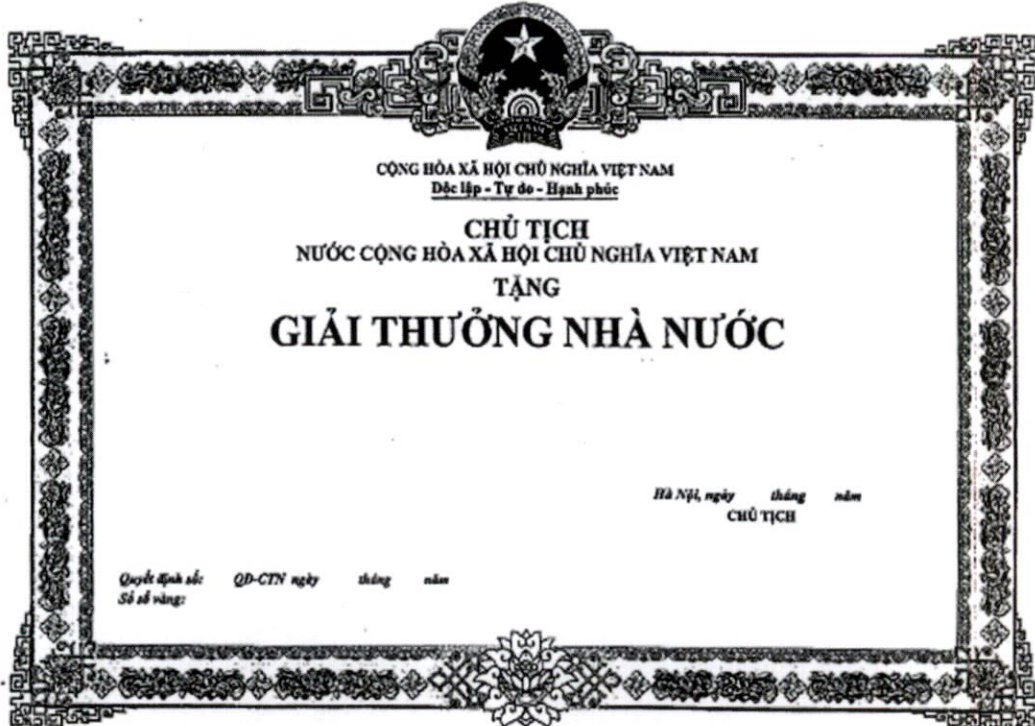 VIỆT NAM
CỘNG HÒA XÃ HỘI CHỦ NGHĨA VIỆT NAM
Độc lập - Tự do - Hạnh phúc
CHỦ TỊCH
NƯỚC CỘNG HÒA XÃ HỘI CHỦ NGHĨA VIỆT NAM
TẶNG
GIẢI THƯỞNG NHÀ NƯỚC
Hà Nội, ngày tháng năm
CHỦ TỊCH
Quyết định số: QĐ-CTN ngày tháng năm
Số sổ vàng: